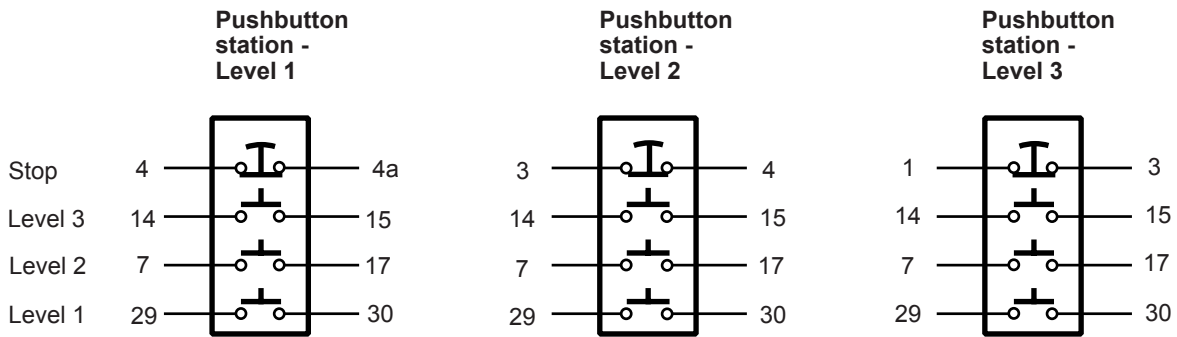 Pushbutton
station -
Level 1
Pushbutton
station -
Level 2
Pushbutton
station -
Level 3
Stop 4 4a 3 4 1 3
Level 3 14 15 14 15 14 15
Level 2 7 17 7 17 7 17
Level 1 29 30 29 30 29 30